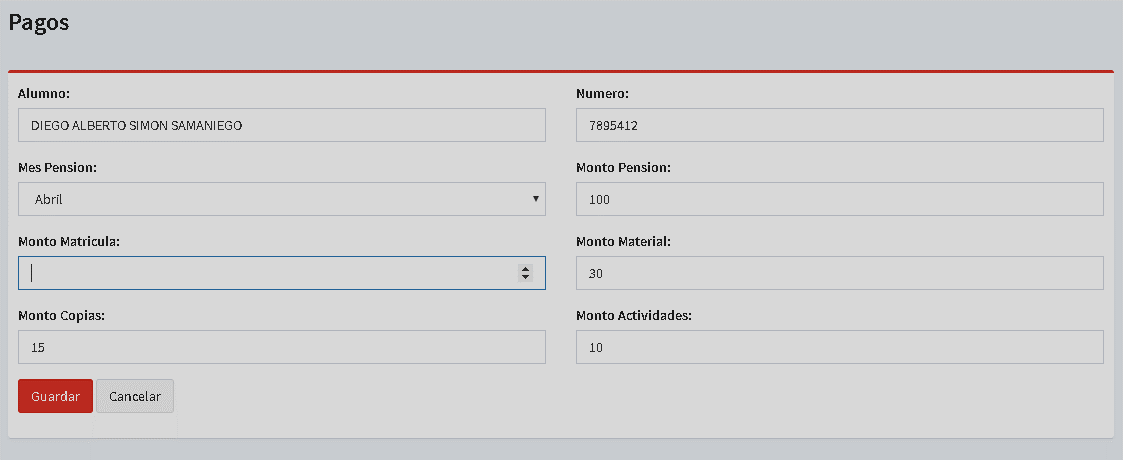 Pagos
Alumno: Numero:
DIEGO ALBERTO SIMON SAMANIEGO 7895412
Mes Pension: Monto Pension:
Abril 100
Monto Matricula: Monto Material:
30
Monto Copias: Monto Actividades:
15 10
Guardar Cancelar